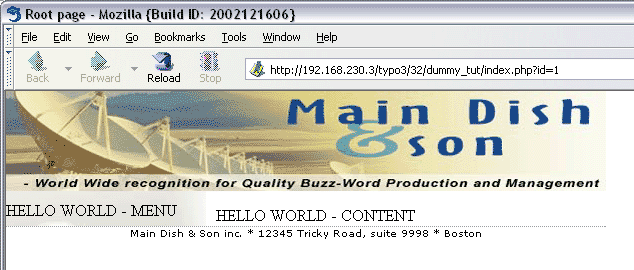 Root page - Mozilla {Build ID: 2002121606}
File Edit View Go Bookmarks Tools Window Help
Back Forward Reload Stop http://192.168.230.3/typo3/32/dummy_tut/index.php?id=1
Main Dish
& son
- World Wide recognition for Quality Buzz-Word Production and Management
HELLO WORLD - MENU HELLO WORLD - CONTENT
Main Dish & Son inc. * 12345 Tricky Road, suite 9998 * Boston